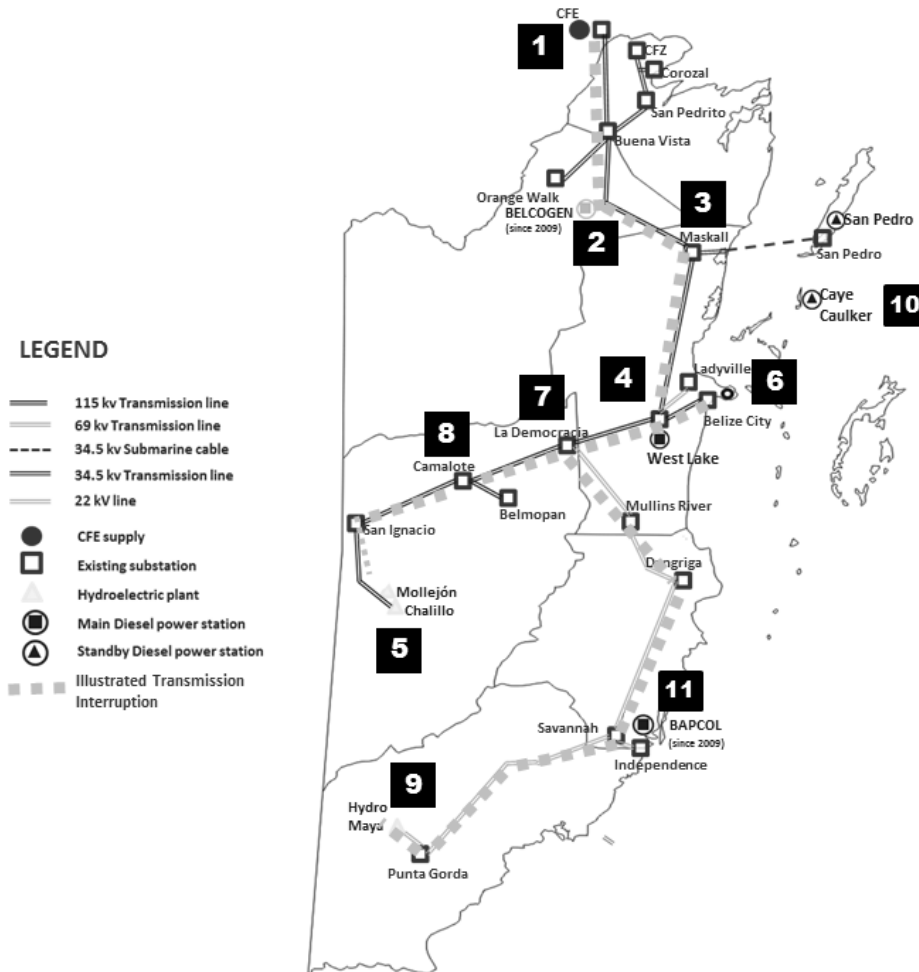 CFE
1
CFZ
Corozal
San Pedrito
Buena Vista
Orange Walk
BELCOGEN
(since 2009)
2
3
Maskall
San Pedro
San Pedro
Caye
Caulker
10
LEGEND
115 kv Transmission line
69 kv Transmission line
34.5 kv Submarine cable
34.5 kv Transmission line
22 kV line
CFE supply
Existing substation
Hydroelectric plant
Main Diesel power station
Standby Diesel power station
Illustrated Transmission
Interruption
4
Ladyville
6
Belize City
West Lake
7
La Democracia
8
Camalote
Belmopan
San Ignacio
Mullins River
Dangriga
Mollejón
Chalillo
5
11
Savannah
BAPCOL
(since 2009)
Independence
9
Hydro
Maya
Punta Gorda